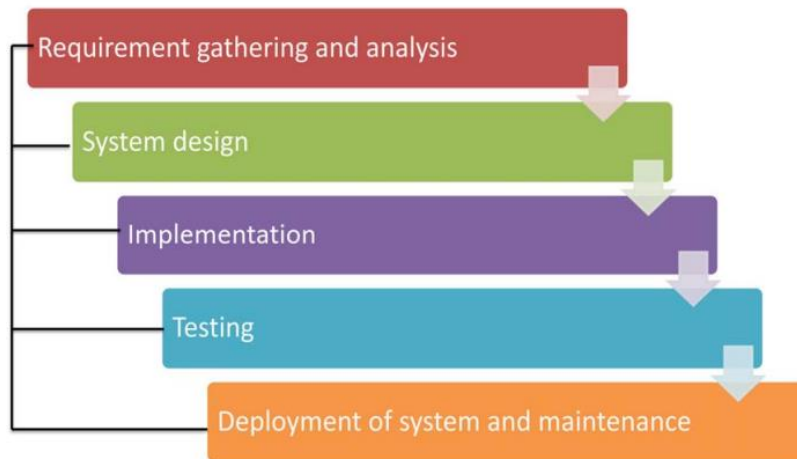 Requirement gathering and analysis
System design
Implementation
Testing
Deployment of system and maintenance